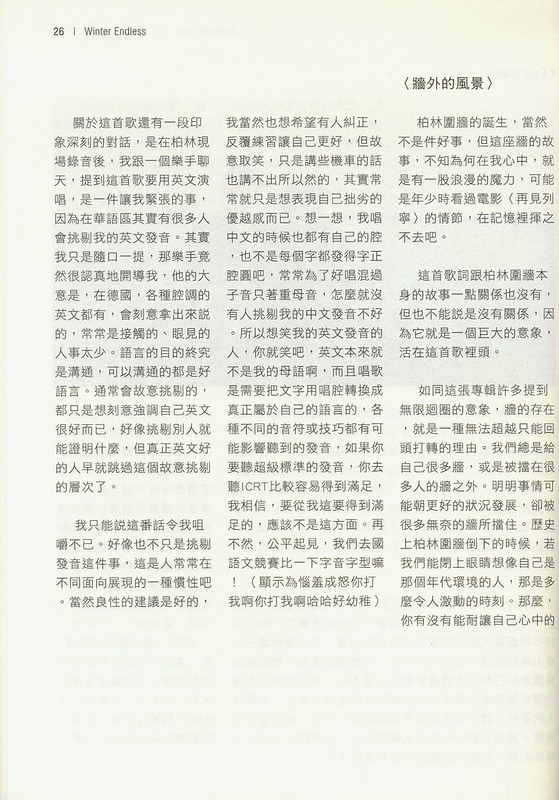 26 | Winter Endless
關於這首歌還有一段印
象深刻的對話，是在柏林現
場錄音後，我跟一個樂手聊
天，提到這首歌要用英文演
唱，是一件讓我緊張的事，
因為在華語區其實有很多人
會挑剔我的英文發音。其實
我只是隨口一提，那樂手竟
然很認真地開導我，他的大
意是，在德國，各種腔調的
英文都有，會刻意拿出來說
的，常常是接觸的、眼見的
人事太少。語言的目的終究
是溝通，可以溝通的都是好
語言。通常會故意挑剔的，
都只是想刻意強調自己英文
很好而已，好像挑剔別人就
能證明什麼，但真正英文好
的人早就跳過這個故意挑剔
的層次了。
我只能說這番話令我咀
嚼不已。好像也不只是挑剔
發音這件事，這是人常常在
不同面向展現的一種慣性吧
。當然良性的建議是好的，
我當然也想希望有人糾正，
反覆練習讓自己更好，但故
意取笑，只是講些機車的話
也講不出所以然的，其實常
常就只是想表現自己拙劣的
優越感而已。想一想，我唱
中文的時候也都有自己的腔
，也不是每個字都發得字正
腔圓吧，常常為了好唱混過
子音只著重母音，怎麼就沒
有人挑剔我的中文發音不好
。所以想笑我的英文發音的
人，你就笑吧，英文本來就
不是我的母語啊，而且唱歌
是需要把文字用唱腔轉換成
真正屬於自己的語言的，各
種不同的音符或技巧都有可
能影響聽到的發音，如果你
要聽超級標準的發音，你去
聽ICRT比較容易得到滿足，
我相信，要從我這要得到滿
足的，應該不是這方面。再
不然，公平起見，我們去國
語文競賽比一下字音字型嘛
！（顯示為惱羞成怒你打
我啊你打我啊哈哈好幼稚）
〈牆外的風景〉
柏林圍牆的誕生，當然
不是件好事，但這座牆的故
事，不知為何在我心中，就
是有一股浪漫的魔力，可能
是年少時看過電影〈再見列
寧〉的情節，在記憶裡揮之
不去吧。
這首歌詞跟柏林圍牆本
身的故事一點關係也沒有，
但也不能說是沒有關係，因
為它就是一個巨大的意象，
活在這首歌裡頭。
如同這張專輯許多提到
無限迴圈的意象，牆的存在
，就是一種無法超越只能回
頭打轉的理由。我們總是給
自己很多牆，或是被擋在很
多人的牆之外。明明事情可
能朝更好的狀況發展，卻被
很多無奈的牆所擋住。歷史
上柏林圍牆倒下的時候，若
我們能閉上眼睛想像自己是
那個年代環境的人，那是多
麼令人激動的時刻。那麼，
你有沒有能耐讓自己心中的